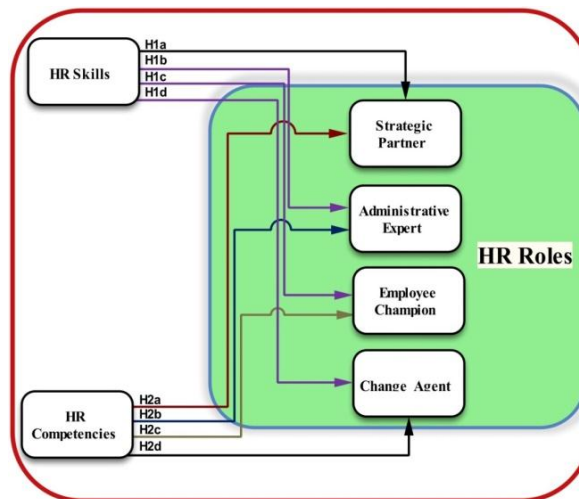 H1a
H1b
HR Skills
H1c
H1d
Strategic
Partner
Administrative
Expert
HR Roles
Employee
Champion
Change Agent
H2a
HR
H2b
Competencies
H2c
H2d